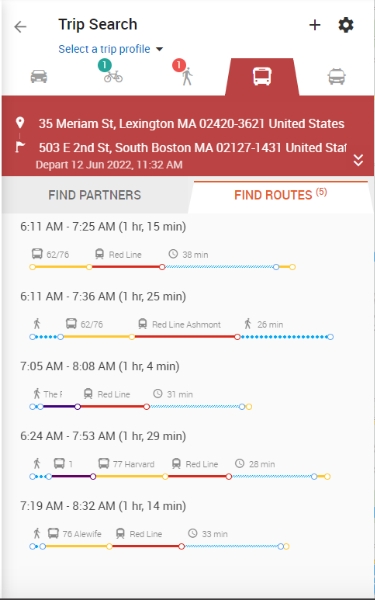 Trip Search
Select a trip profile
1
1
35 Meriam St, Lexington MA 02420-3621 United States
503 E 2nd St, South Boston MA 02127-1431 United Stat
Depart 12 Jun 2022, 11:32 AM
FIND PARTNERS FIND ROUTES (5)
6:11 AM - 7:25 AM (1 hr, 15 min)
62/76 Red Line 38 min
6:11 AM - 7:36 AM (1 hr, 25 min)
62/76 Red Line Ashmont 26 min
7:05 AM - 8:08 AM (1 hr, 4 min)
The F Red Line 31 min
6:24 AM - 7:53 AM (1 hr, 29 min)
1 77 Harvard Red Line 28 min
7:19 AM - 8:32 AM (1 hr, 14 min)
76 Alewife Red Line 33 min